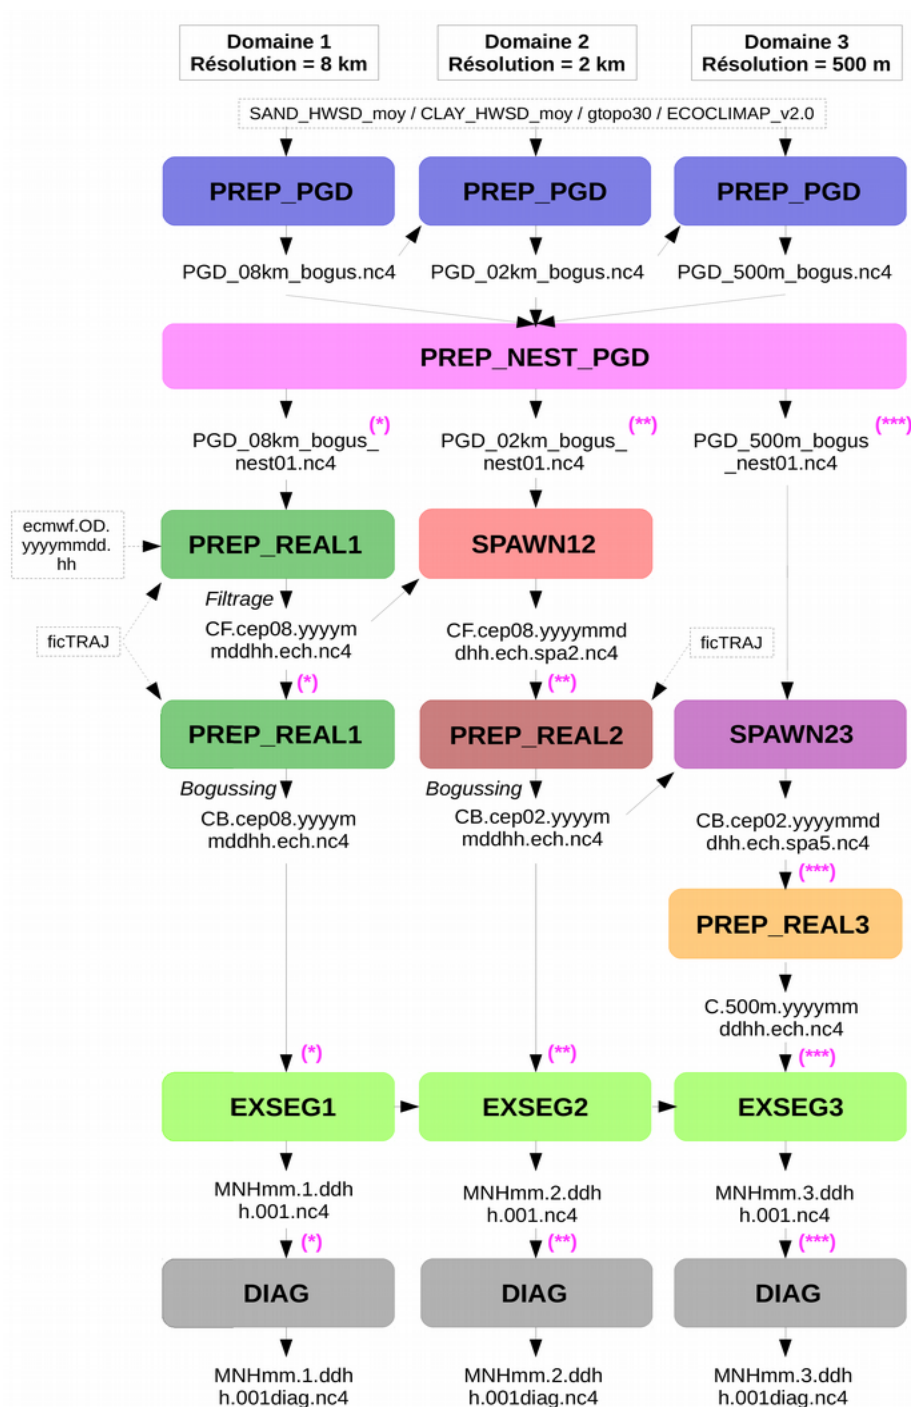 Domaine 1
Résolution = 8 km
Domaine 2
Résolution = 2 km
Domaine 3
Résolution = 500 m
SAND_HWSD_moy / CLAY_HWSD_moy / gtopo30 / ECOCLIMAP_v2.0
PREP_PGD
PREP_PGD
PREP_PGD
PGD_08km_bogus.nc4
PGD_02km_bogus.nc4
PGD_500m_bogus.nc4
PREP_NEST_PGD
(*)
PGD_08km_bogus_
nest01.nc4
(**)
PGD_02km_bogus_
nest01.nc4
(***)
PGD_500m_bogus
_nest01.nc4
ecmwf.OD.
yyyymmdd.
hh
PREP_REAL1
SPAWN12
Filtrage
CF.cep08.yyyym
mddhh.ech.nc4
CF.cep08.yyyymmd
dhh.ech.spa2.nc4
ficTRAJ
ficTRAJ
(*)
(**)
PREP_REAL1
PREP_REAL2
SPAWN23
Bogussing
CB.cep08.yyyym
mddhh.ech.nc4
Bogussing
CB.cep02.yyyym
mddhh.ech.nc4
CB.cep02.yyyymmd
dhh.ech.spa5.nc4
(***)
PREP_REAL3
C.500m.yyyymm
ddhh.ech.nc4
(*)
(**)
(***)
EXSEG1
EXSEG2
EXSEG3
MNHmm.1.ddh
h.001.nc4
MNHmm.2.ddh
h.001.nc4
MNHmm.3.ddh
h.001.nc4
(*)
(**)
(***)
DIAG
DIAG
DIAG
MNHmm.1.ddh
h.001diag.nc4
MNHmm.2.ddh
h.001diag.nc4
MNHmm.3.ddh
h.001diag.nc4